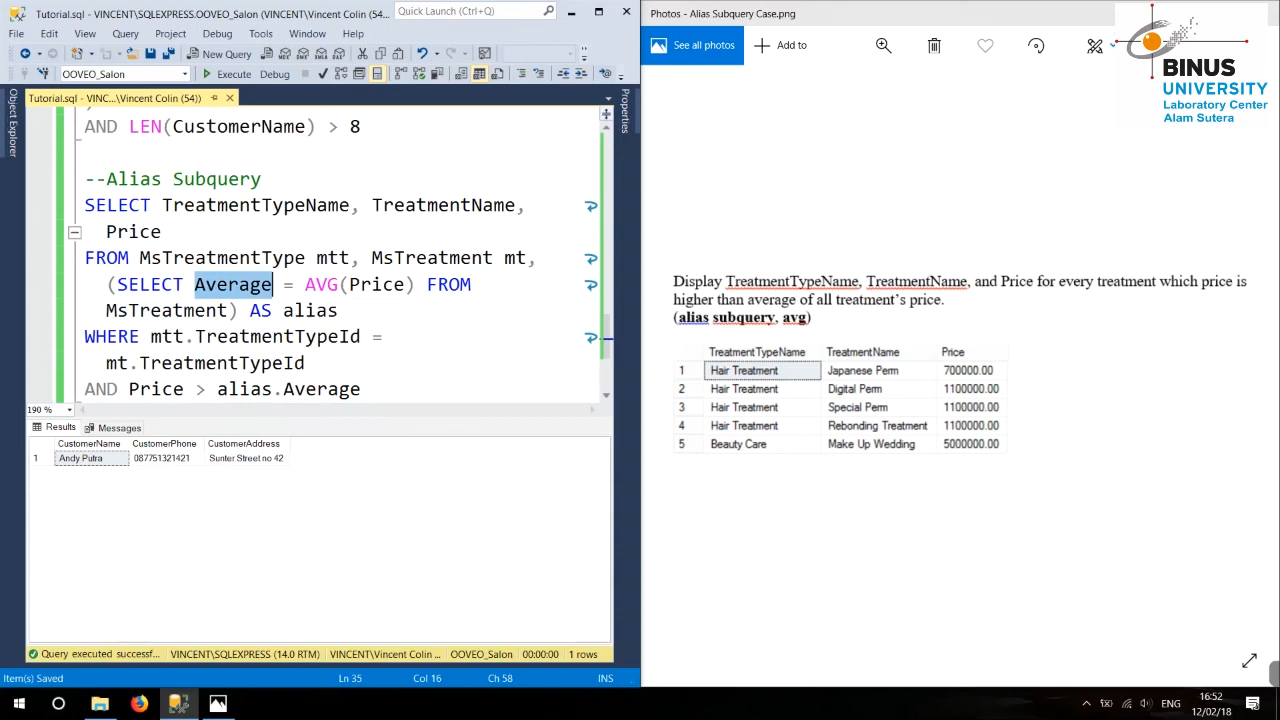 Tutorial.sql - VINCENT\SQLEXPRESS.OOVEO_Salon (VINCENT\Vincent Colin (54...
Quick Launch (Ctrl+Q)
File Edit View Query Project Debug Tools Window Help
New Query
OOVEO_Salon
Execute Debug
Object Explorer
Tutorial.sql - VINC...\Vincent Colin (54))
Properties
)
AND LEN(CustomerName) > 8
--Alias Subquery
SELECT TreatmentTypeName, TreatmentName,
Price
FROM MsTreatmentType mtt, MsTreatment mt,
(SELECT Average = AVG(Price) FROM
MsTreatment) AS alias
WHERE mtt.TreatmentTypeId =
mt.TreatmentTypeId
AND Price > alias.Average
190 %
Results Messages
CustomerName CustomerPhone CustomerAddress
1 Andy Putra 087751321421 Sunter Street no 42
Query executed successf... VINCENT\SQLEXPRESS (14.0 RTM) VINCENT\Vincent Colin ... OOVEO_Salon 00:00:00 1 rows
Item(s) Saved Ln 35 Col 16 Ch 58 INS
Photos - Alias Subquery Case.png
See all photos Add to
BINUS
UNIVERSITY
Laboratory Center
Alam Sutera
Display TreatmentTypeName, TreatmentName, and Price for every treatment which price is
higher than average of all treatment's price.
(alias subquery, avg)
TreatmentTypeName TreatmentName Price
1 Hair Treatment Japanese Perm 700000.00
2 Hair Treatment Digital Perm 1100000.00
3 Hair Treatment Special Perm 1100000.00
4 Hair Treatment Rebonding Treatment 1100000.00
5 Beauty Care Make Up Wedding 5000000.00
ENG
16:52
12/02/18